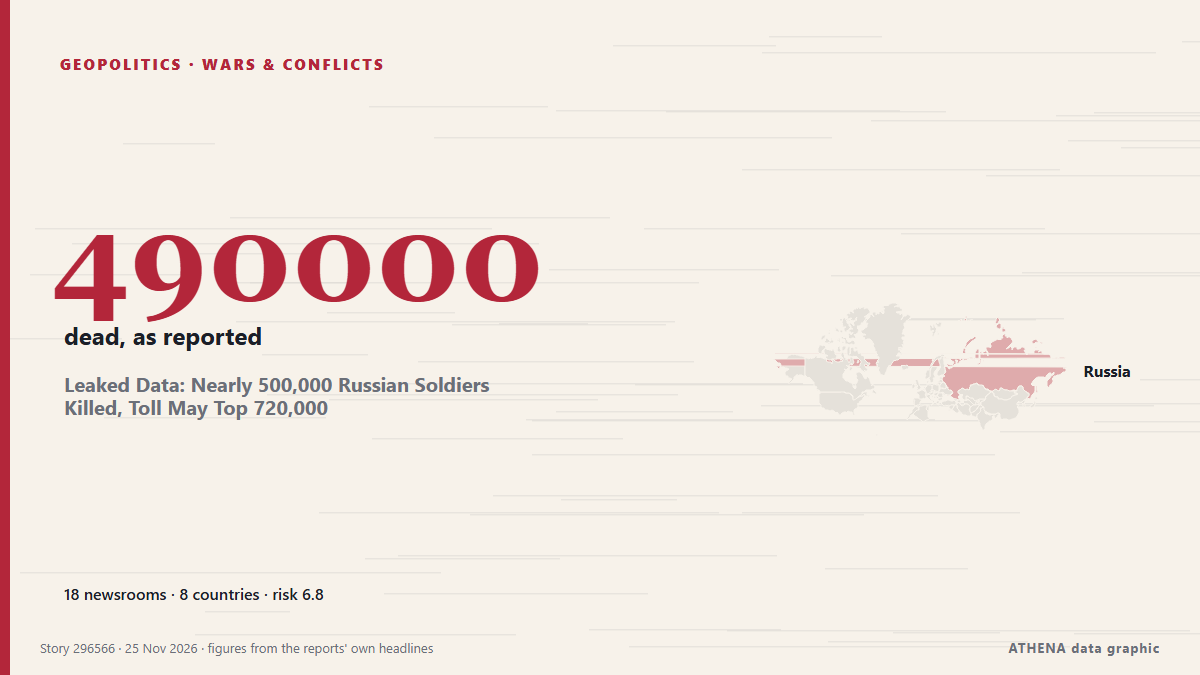 GEOPOLITICS · WARS & CONFLICTS
490000
dead, as reported
Leaked Data: Nearly 500,000 Russian Soldiers
Killed, Toll May Top 720,000
Russia
18 newsrooms · 8 countries · risk 6.8
Story 296566 · 25 Nov 2026 · figures from the reports' own headlines
ATHENA data graphic